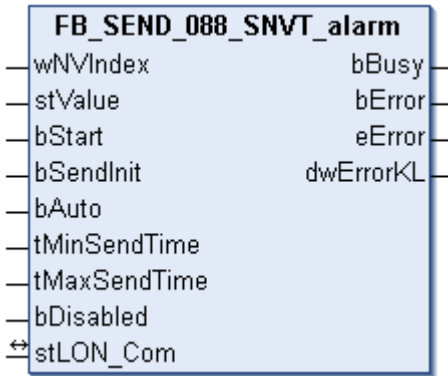 FB_SEND_088_SNVT_alarm
wNVIndex bBusy
stValue bError
bStart eError
bSendInit dwErrorKL
bAuto
tMinSendTime
tMaxSendTime
bDisabled
stLON_Com